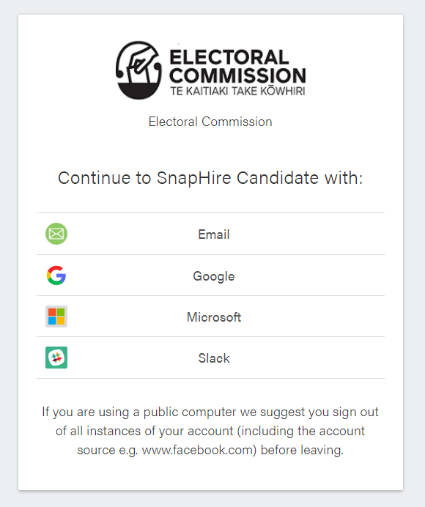 ELECTORAL
COMMISSION
TE KAITIAKI TAKE KŌWHIRI
Electoral Commission
Continue to SnapHire Candidate with:
Email
Google
Microsoft
Slack
If you are using a public computer we suggest you sign out
of all instances of your account (including the account
source e.g. www.facebook.com) before leaving.